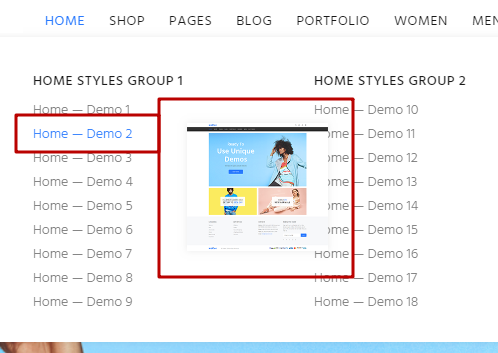 HOME SHOP PAGES BLOG PORTFOLIO WOMEN MEN
HOME STYLES GROUP 1
Home — Demo 1
Home — Demo 2
Home — Demo 3
Home — Demo 4
Home — Demo 5
Home — Demo 6
Home — Demo 7
Home — Demo 8
Home — Demo 9
Use Unique
Demos
HOME STYLES GROUP 2
Home — Demo 10
Home — Demo 11
Home — Demo 12
Home — Demo 13
Home — Demo 14
Home — Demo 15
Home — Demo 16
Home — Demo 17
Home — Demo 18